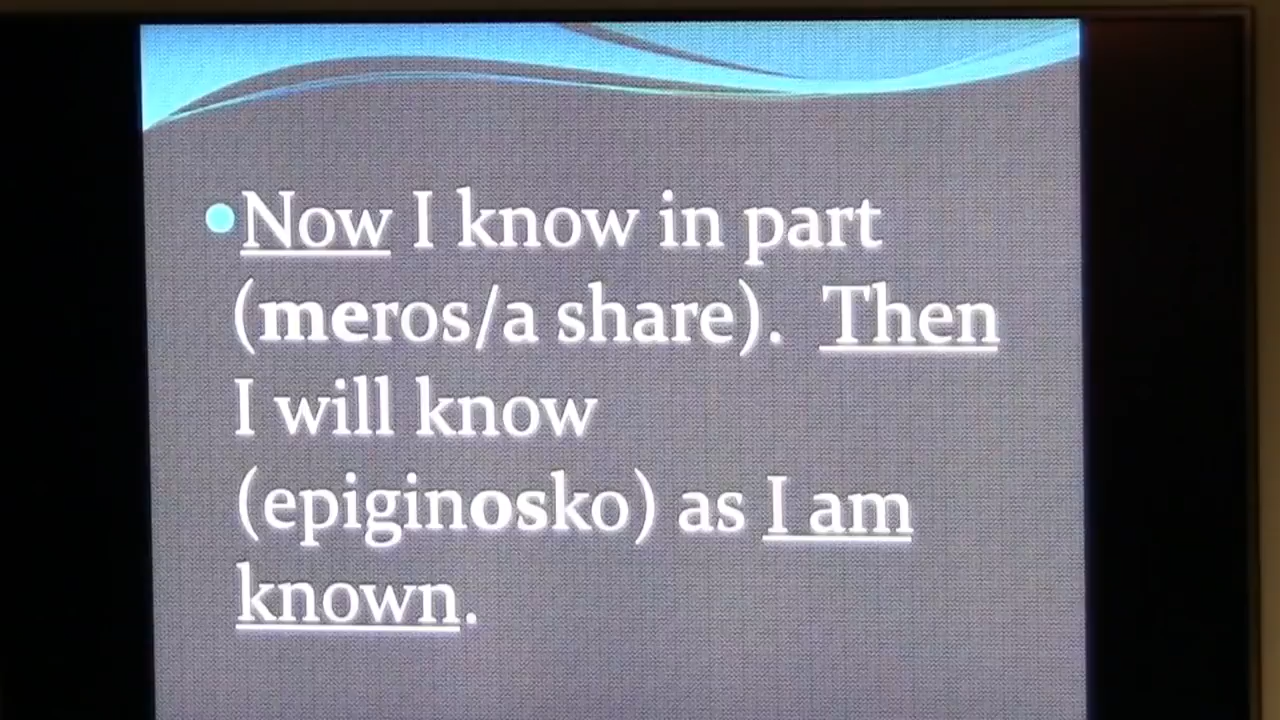 Now I know in part
(meros/a share). Then
I will know
(epiginosko) as I am
known.